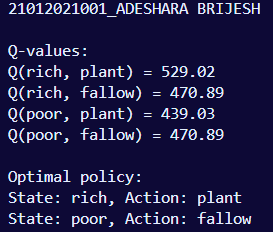 21012021001_ADESHARA BRIJESH
Q-values:
Q(rich, plant) = 529.02
Q(rich, fallow) = 470.89
Q(poor, plant) = 439.03
Q(poor, fallow) = 470.89
Optimal policy:
State: rich, Action: plant
State: poor, Action: fallow